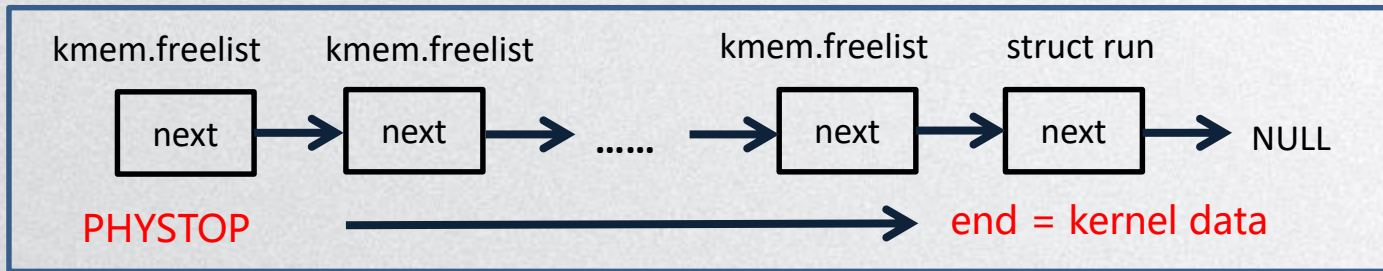 kmem.freelist kmem.freelist kmem.freelist struct run
next next ...... next next NULL
PHYSTOP end = kernel data